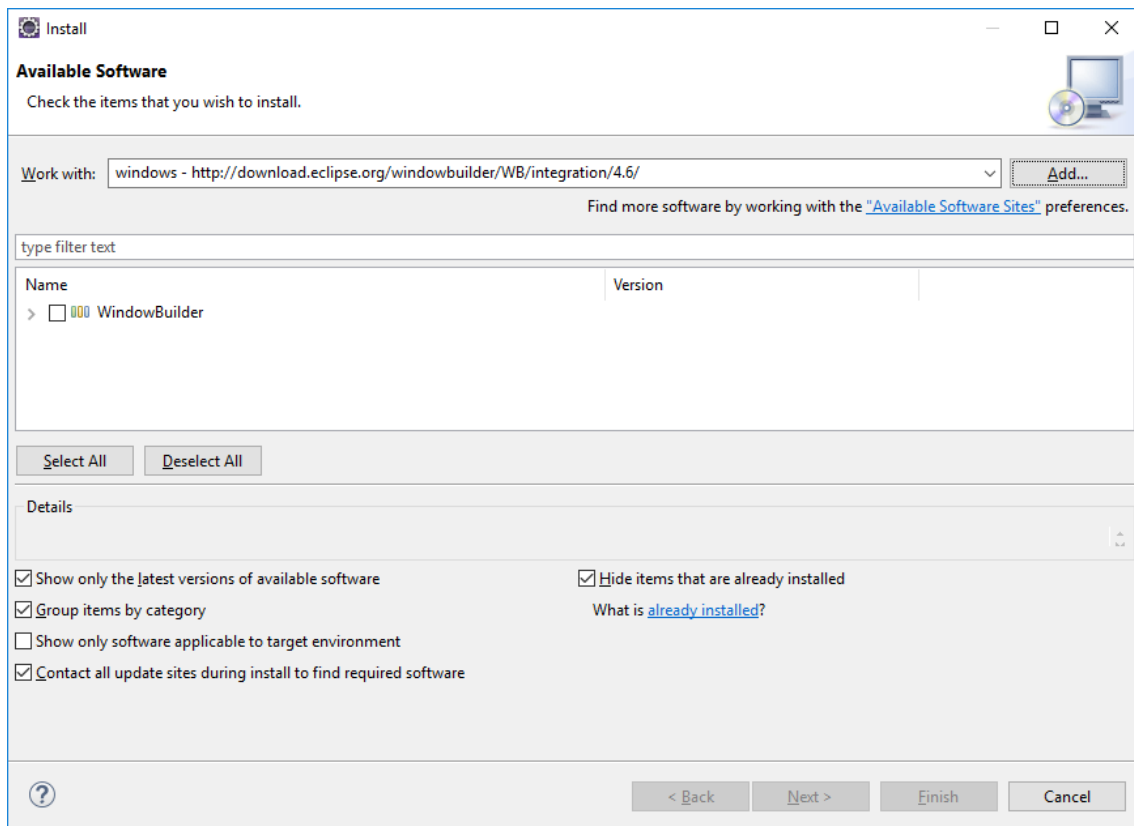 Install
Available Software
Check the items that you wish to install.
Work with: windows - http://download.eclipse.org/windowbuilder/WB/integration/4.6/ Add...
Find more software by working with the "Available Software Sites" preferences.
type filter text
Name Version
WindowBuilder
Select All Deselect All
Details
Show only the latest versions of available software Hide items that are already installed
Group items by category What is already installed?
Show only software applicable to target environment
Contact all update sites during install to find required software
? < Back Next > Finish Cancel